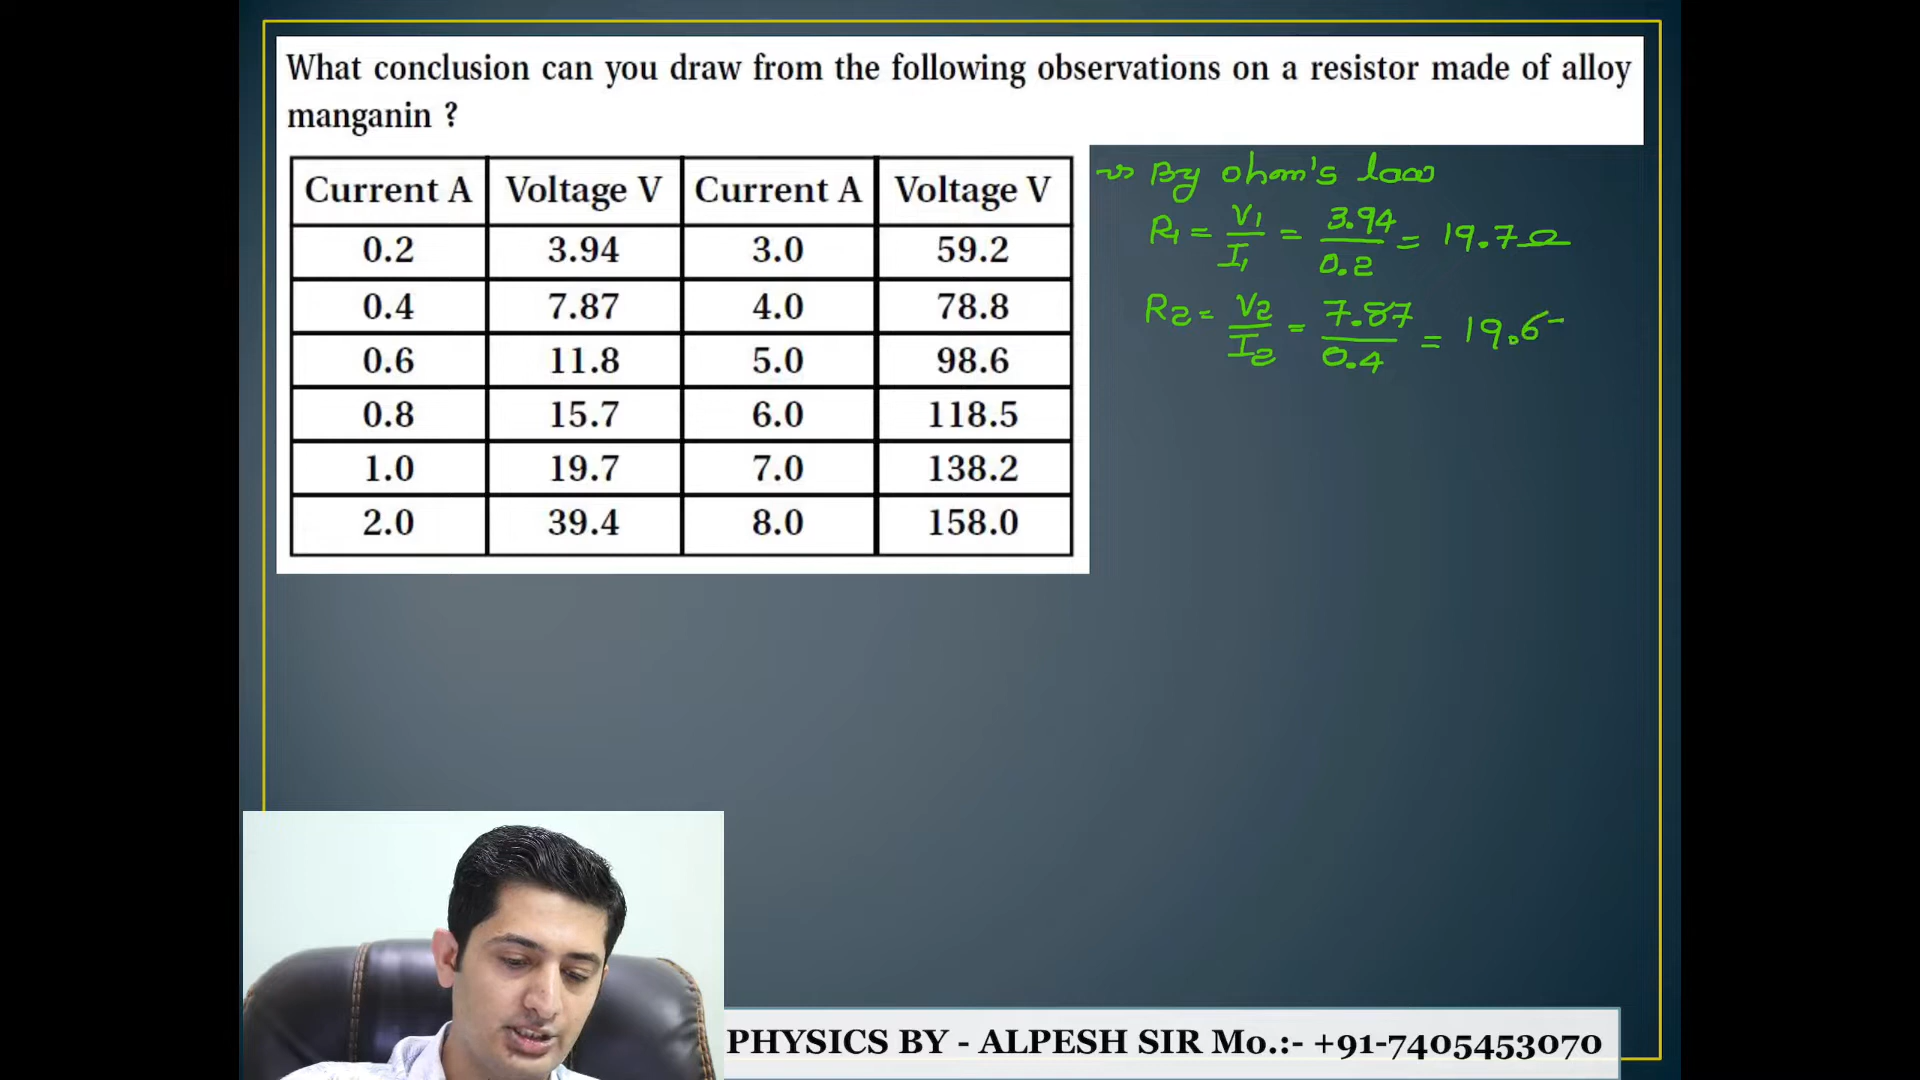 What conclusion can you draw from the following observations on a resistor made of alloy
manganin ?
Current A Voltage V Current A Voltage V
0.2 3.94 3.0 59.2
0.4 7.87 4.0 78.8
0.6 11.8 5.0 98.6
0.8 15.7 6.0 118.5
1.0 19.7 7.0 138.2
2.0 39.4 8.0 158.0
By ohm's law
R1 = V1/I1 = 3.94/0.2 = 19.7 Ω
R2 = V2/I2 = 7.87/0.4 = 19.6
PHYSICS BY - ALPESH SIR Mo.:- +91-7405453070